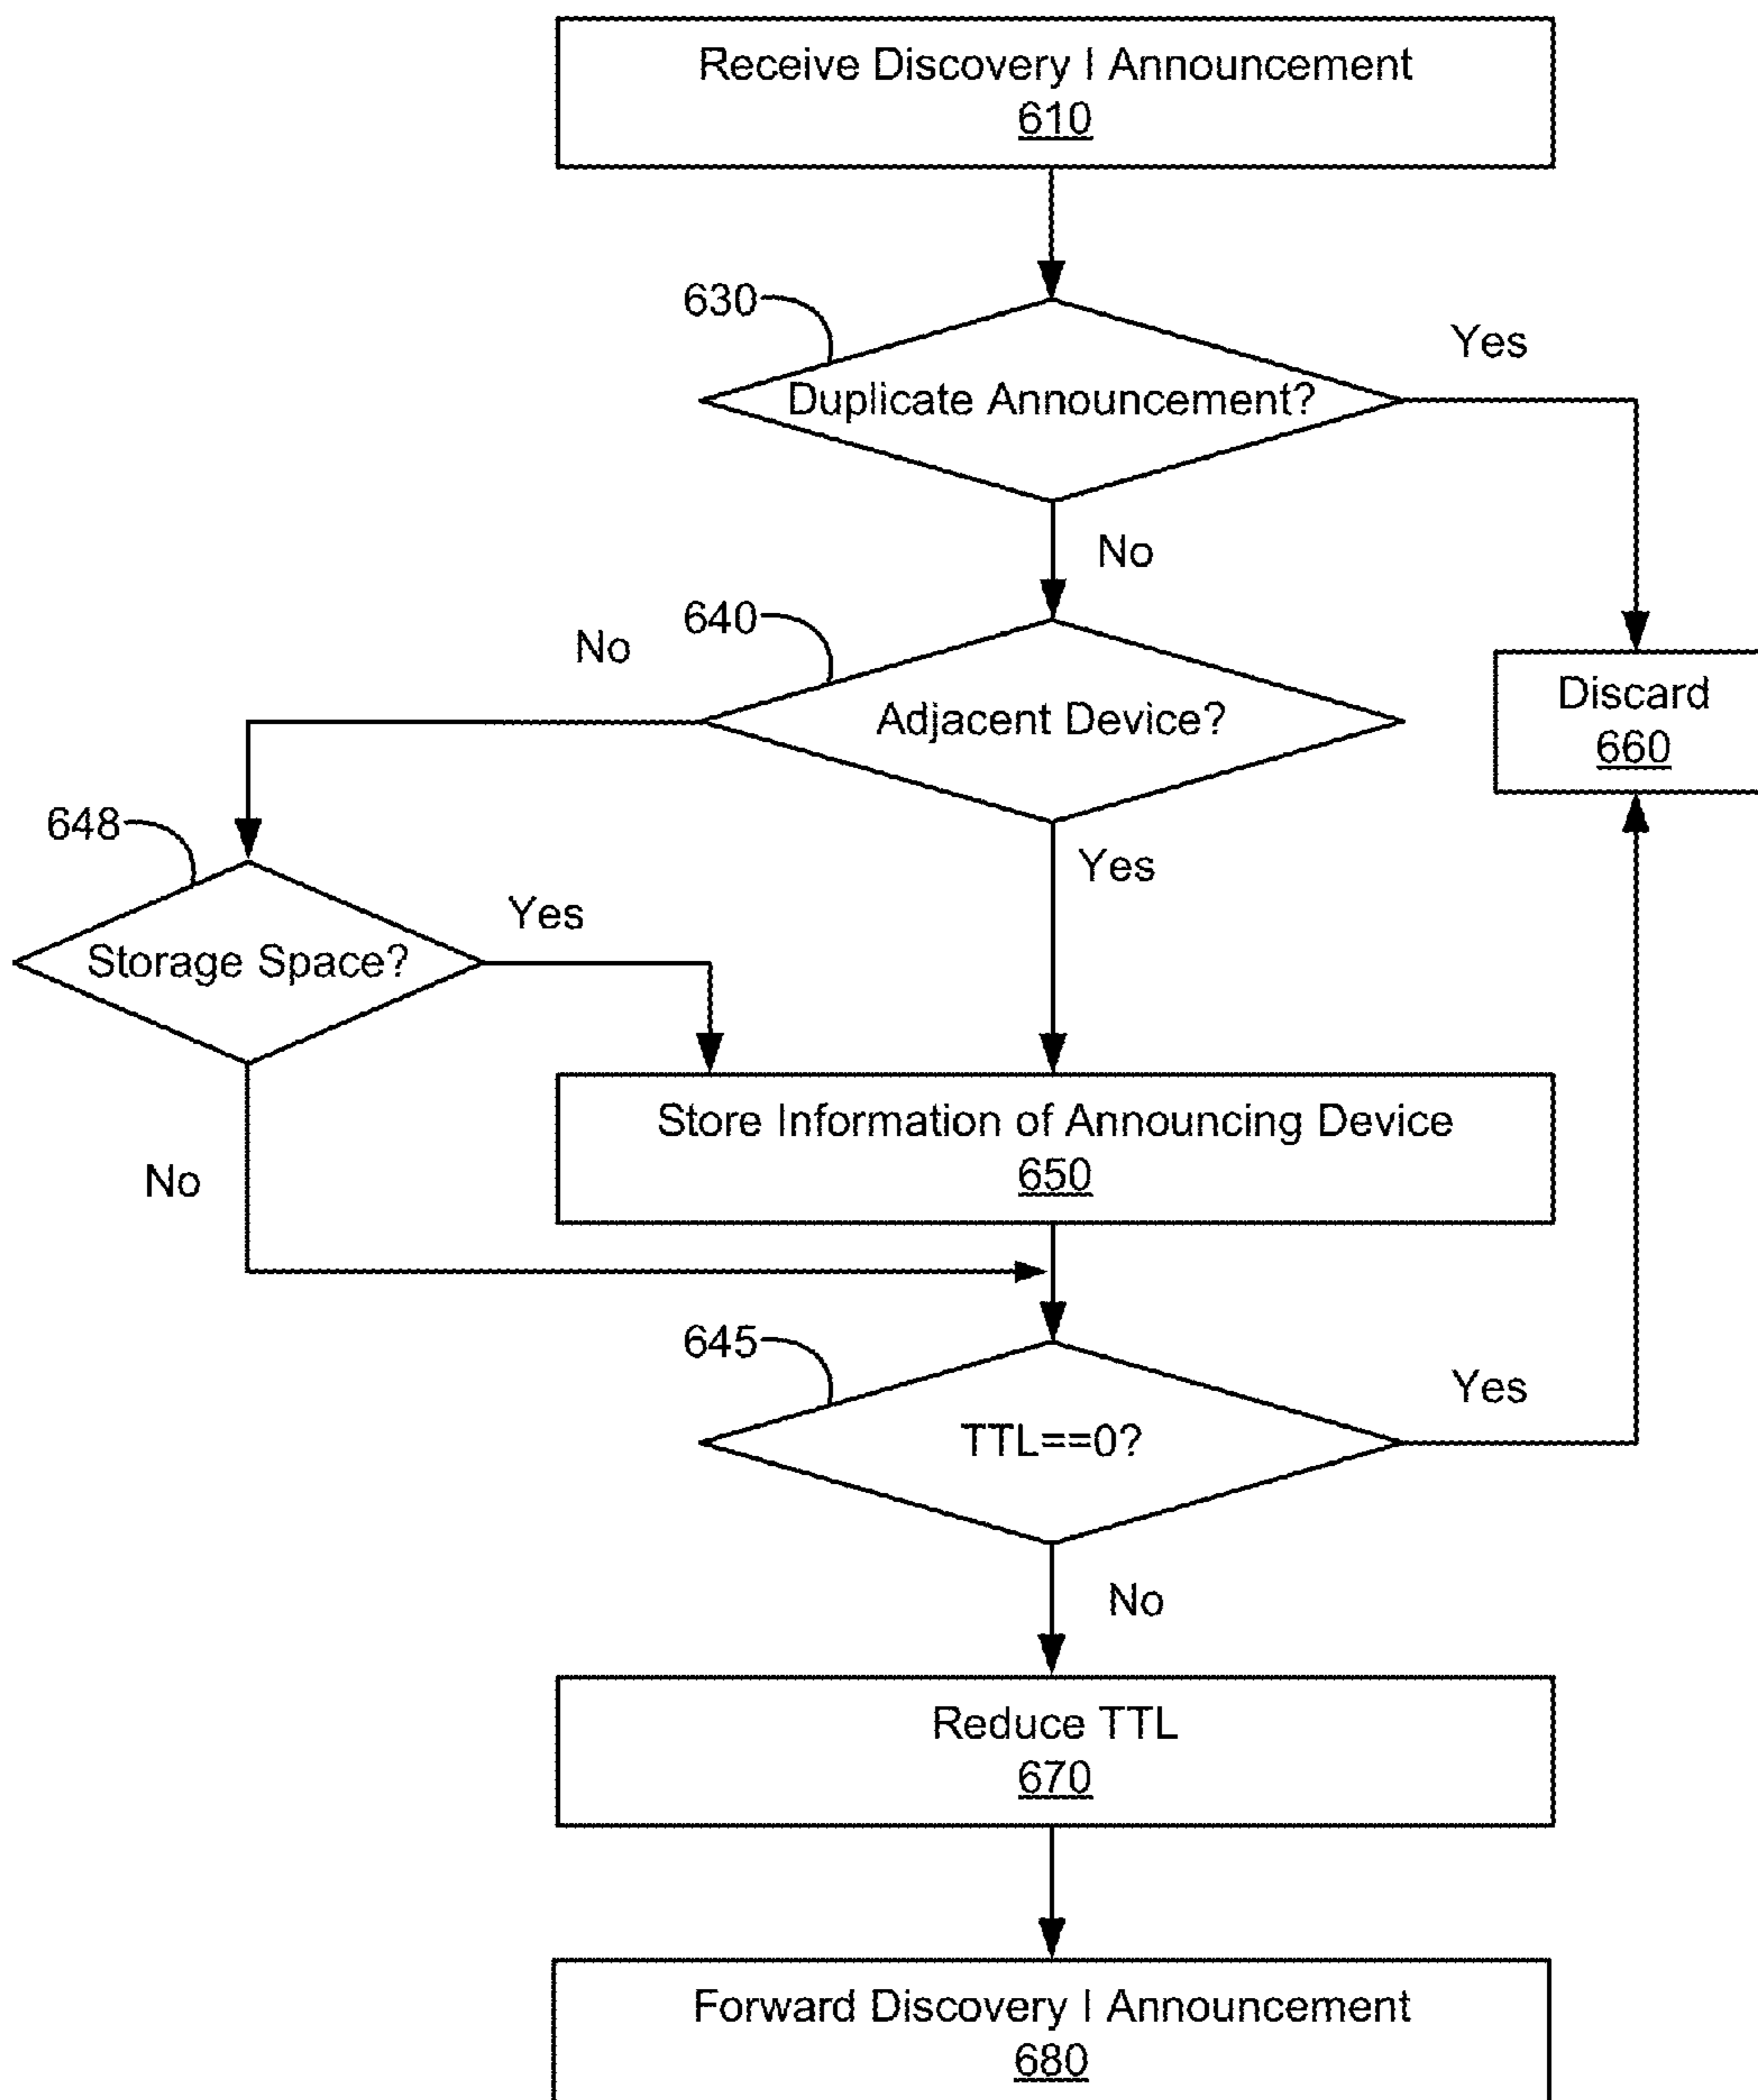 Receive Discovery I Announcement
610
630
Yes
Duplicate Announcement?
No
640
No
Adjacent Device?
Discard
660
648
Yes
Yes
Storage Space?
Store Information of Announcing Device
650
No
645
Yes
TTL==0?
No
Reduce TTL
670
Forward Discovery I Announcement
680